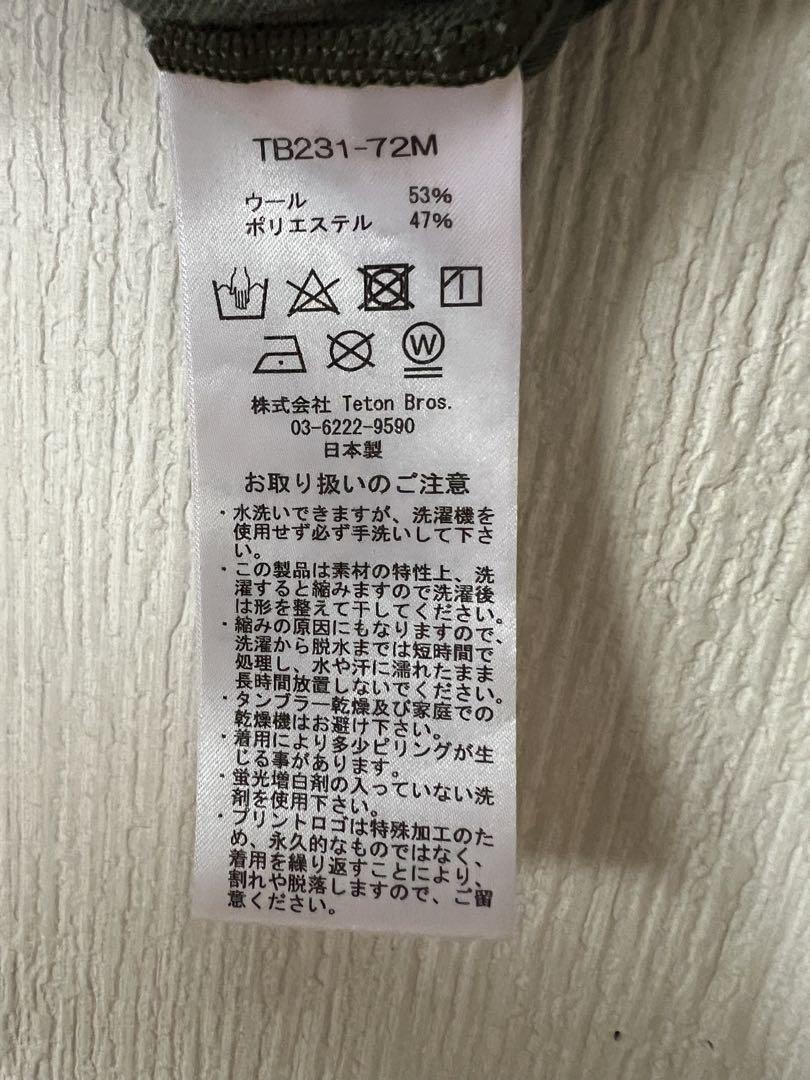 TB231-72M
ウール 53%
ポリエステル 47%
W
株式会社 Teton Bros.
03-6222-9590
日本製
お取り扱いのご注意
・水洗いできますが、洗濯機を
使用せず必ず手洗いして下さ
い。
・この製品は素材の特性上、洗
濯すると縮みますので洗濯後
は形を整えて干してください。
・縮みの原因にもなりますので、
洗濯から脱水までは短時間で
処理し、水や汗に濡れたまま
長時間放置しないでください。
・タンブラー乾燥及び家庭での
乾燥機はお避け下さい。
・着用により多少ピリングが生
じる事があります。
・蛍光増白剤の入っていない洗
剤を使用下さい。
・プリントロゴは特殊加工のた
め、永久的なものではなく、
着用を繰り返すことにより、
割れや脱落しますので、ご留
意ください。